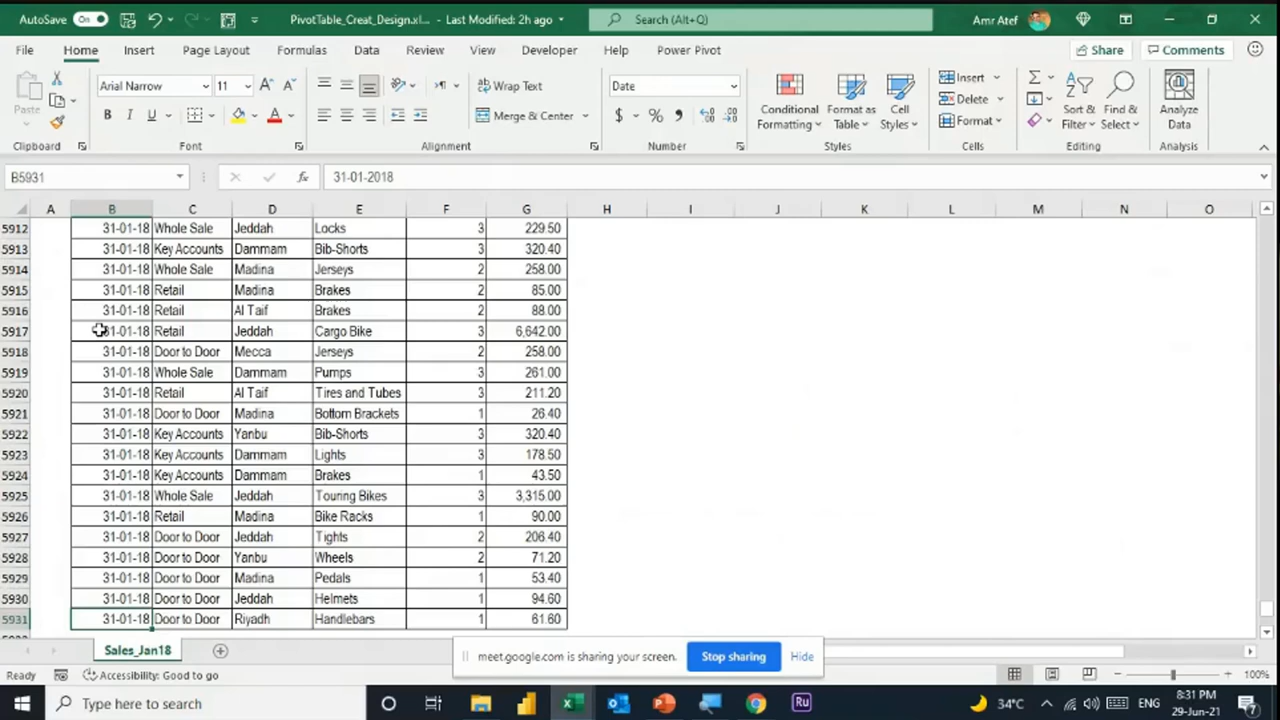 AutoSave On PivotTable_Creat_Design.xl... - Last Modified: 2h ago Search (Alt+Q) Amr Atef
File Home Insert Page Layout Formulas Data Review View Developer Help Power Pivot Share Comments
Paste Arial Narrow 11 Wrap Text Date Conditional Formatting Format as Table Cell Styles Insert Sort & Filter Find & Select Analyze Data
B I U Merge & Center $ % Delete Format
Clipboard Font Alignment Number Styles Cells Editing Analysis
B5931 fx 31-01-2018
A B C D E F G H I J K L M N O
5912 31-01-18 Whole Sale Jeddah Locks 3 229.50
5913 31-01-18 Key Accounts Dammam Bib-Shorts 3 320.40
5914 31-01-18 Whole Sale Madina Jerseys 2 258.00
5915 31-01-18 Retail Madina Brakes 2 85.00
5916 31-01-18 Retail Al Taif Brakes 2 88.00
5917 31-01-18 Retail Jeddah Cargo Bike 3 6,642.00
5918 31-01-18 Door to Door Mecca Jerseys 2 258.00
5919 31-01-18 Whole Sale Dammam Pumps 3 261.00
5920 31-01-18 Retail Al Taif Tires and Tubes 3 211.20
5921 31-01-18 Door to Door Madina Bottom Brackets 1 26.40
5922 31-01-18 Key Accounts Yanbu Bib-Shorts 3 320.40
5923 31-01-18 Key Accounts Dammam Lights 3 178.50
5924 31-01-18 Key Accounts Dammam Brakes 1 43.50
5925 31-01-18 Whole Sale Jeddah Touring Bikes 3 3,315.00
5926 31-01-18 Retail Madina Bike Racks 1 90.00
5927 31-01-18 Door to Door Jeddah Tights 2 206.40
5928 31-01-18 Door to Door Yanbu Wheels 2 71.20
5929 31-01-18 Door to Door Madina Pedals 1 53.40
5930 31-01-18 Door to Door Jeddah Helmets 1 94.60
5931 31-01-18 Door to Door Riyadh Handlebars 1 61.60
Sales_Jan18 meet.google.com is sharing your screen. Stop sharing Hide
Ready Accessibility: Good to go 100%
Type here to search Ru 34°C ENG 8:31 PM
29-Jun-21 7